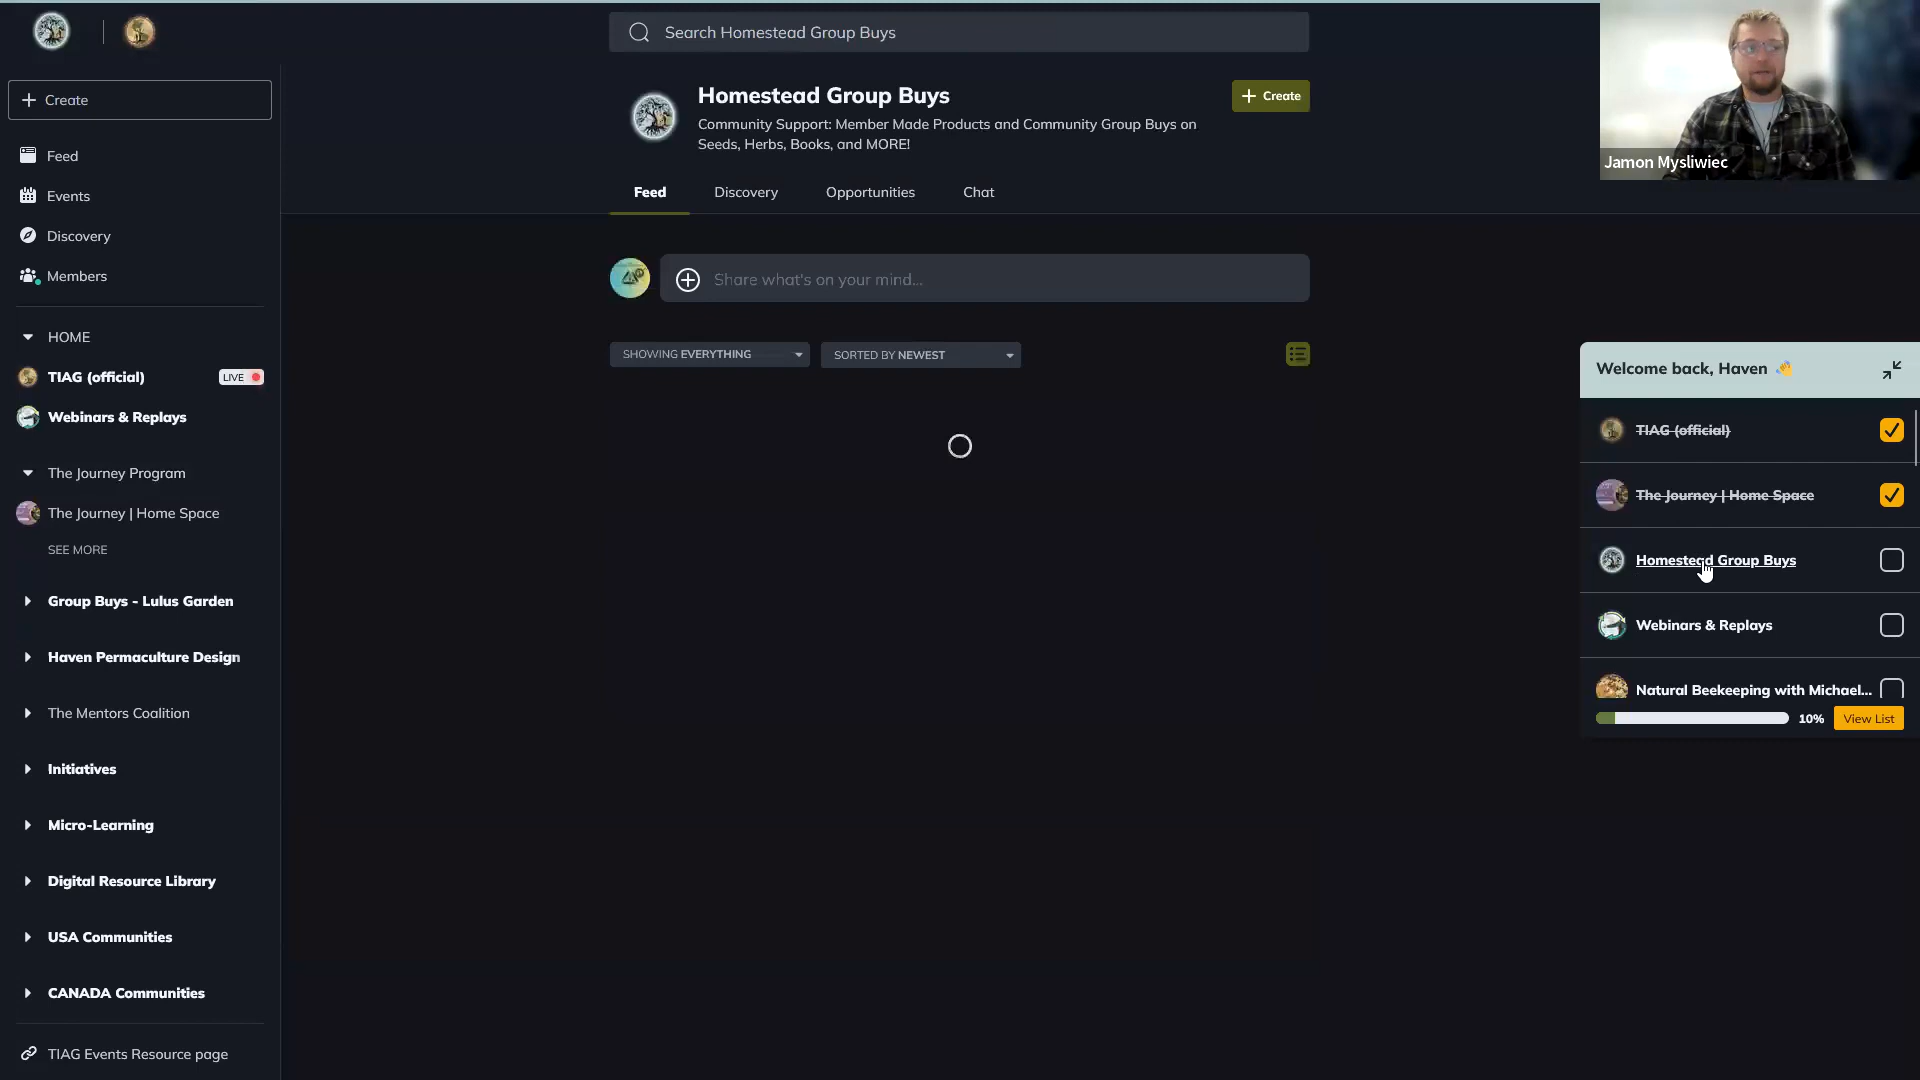 Search Homestead Group Buys
Create
Feed
Events
Discovery
Members
HOME
TIAG (official)
LIVE
Webinars & Replays
The Journey Program
The Journey | Home Space
SEE MORE
Group Buys - Lulus Garden
Haven Permaculture Design
The Mentors Coalition
Initiatives
Micro-Learning
Digital Resource Library
USA Communities
CANADA Communities
TIAG Events Resource page
Homestead Group Buys
Create
Community Support: Member Made Products and Community Group Buys on
Seeds, Herbs, Books, and MORE!
Feed
Discovery
Opportunities
Chat
Share what's on your mind...
SHOWING EVERYTHING
SORTED BY NEWEST
Jamon Mysliwiec
Welcome back, Haven 👋
TIAG (official)
The Journey | Home Space
Homestead Group Buys
Webinars & Replays
Natural Beekeeping with Michael...
10%
View List